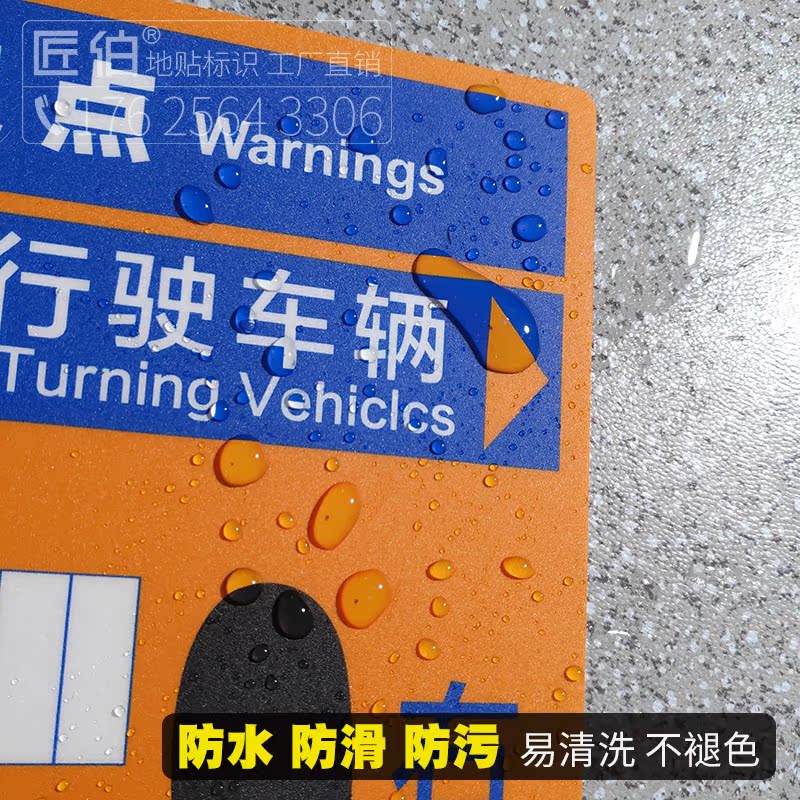 匠伯® 地贴标识 工厂直销
176 2564 3306
点 Warnings
行驶车辆
Turning Vehiclcs
防水 防滑 防污 易清洗 不褪色